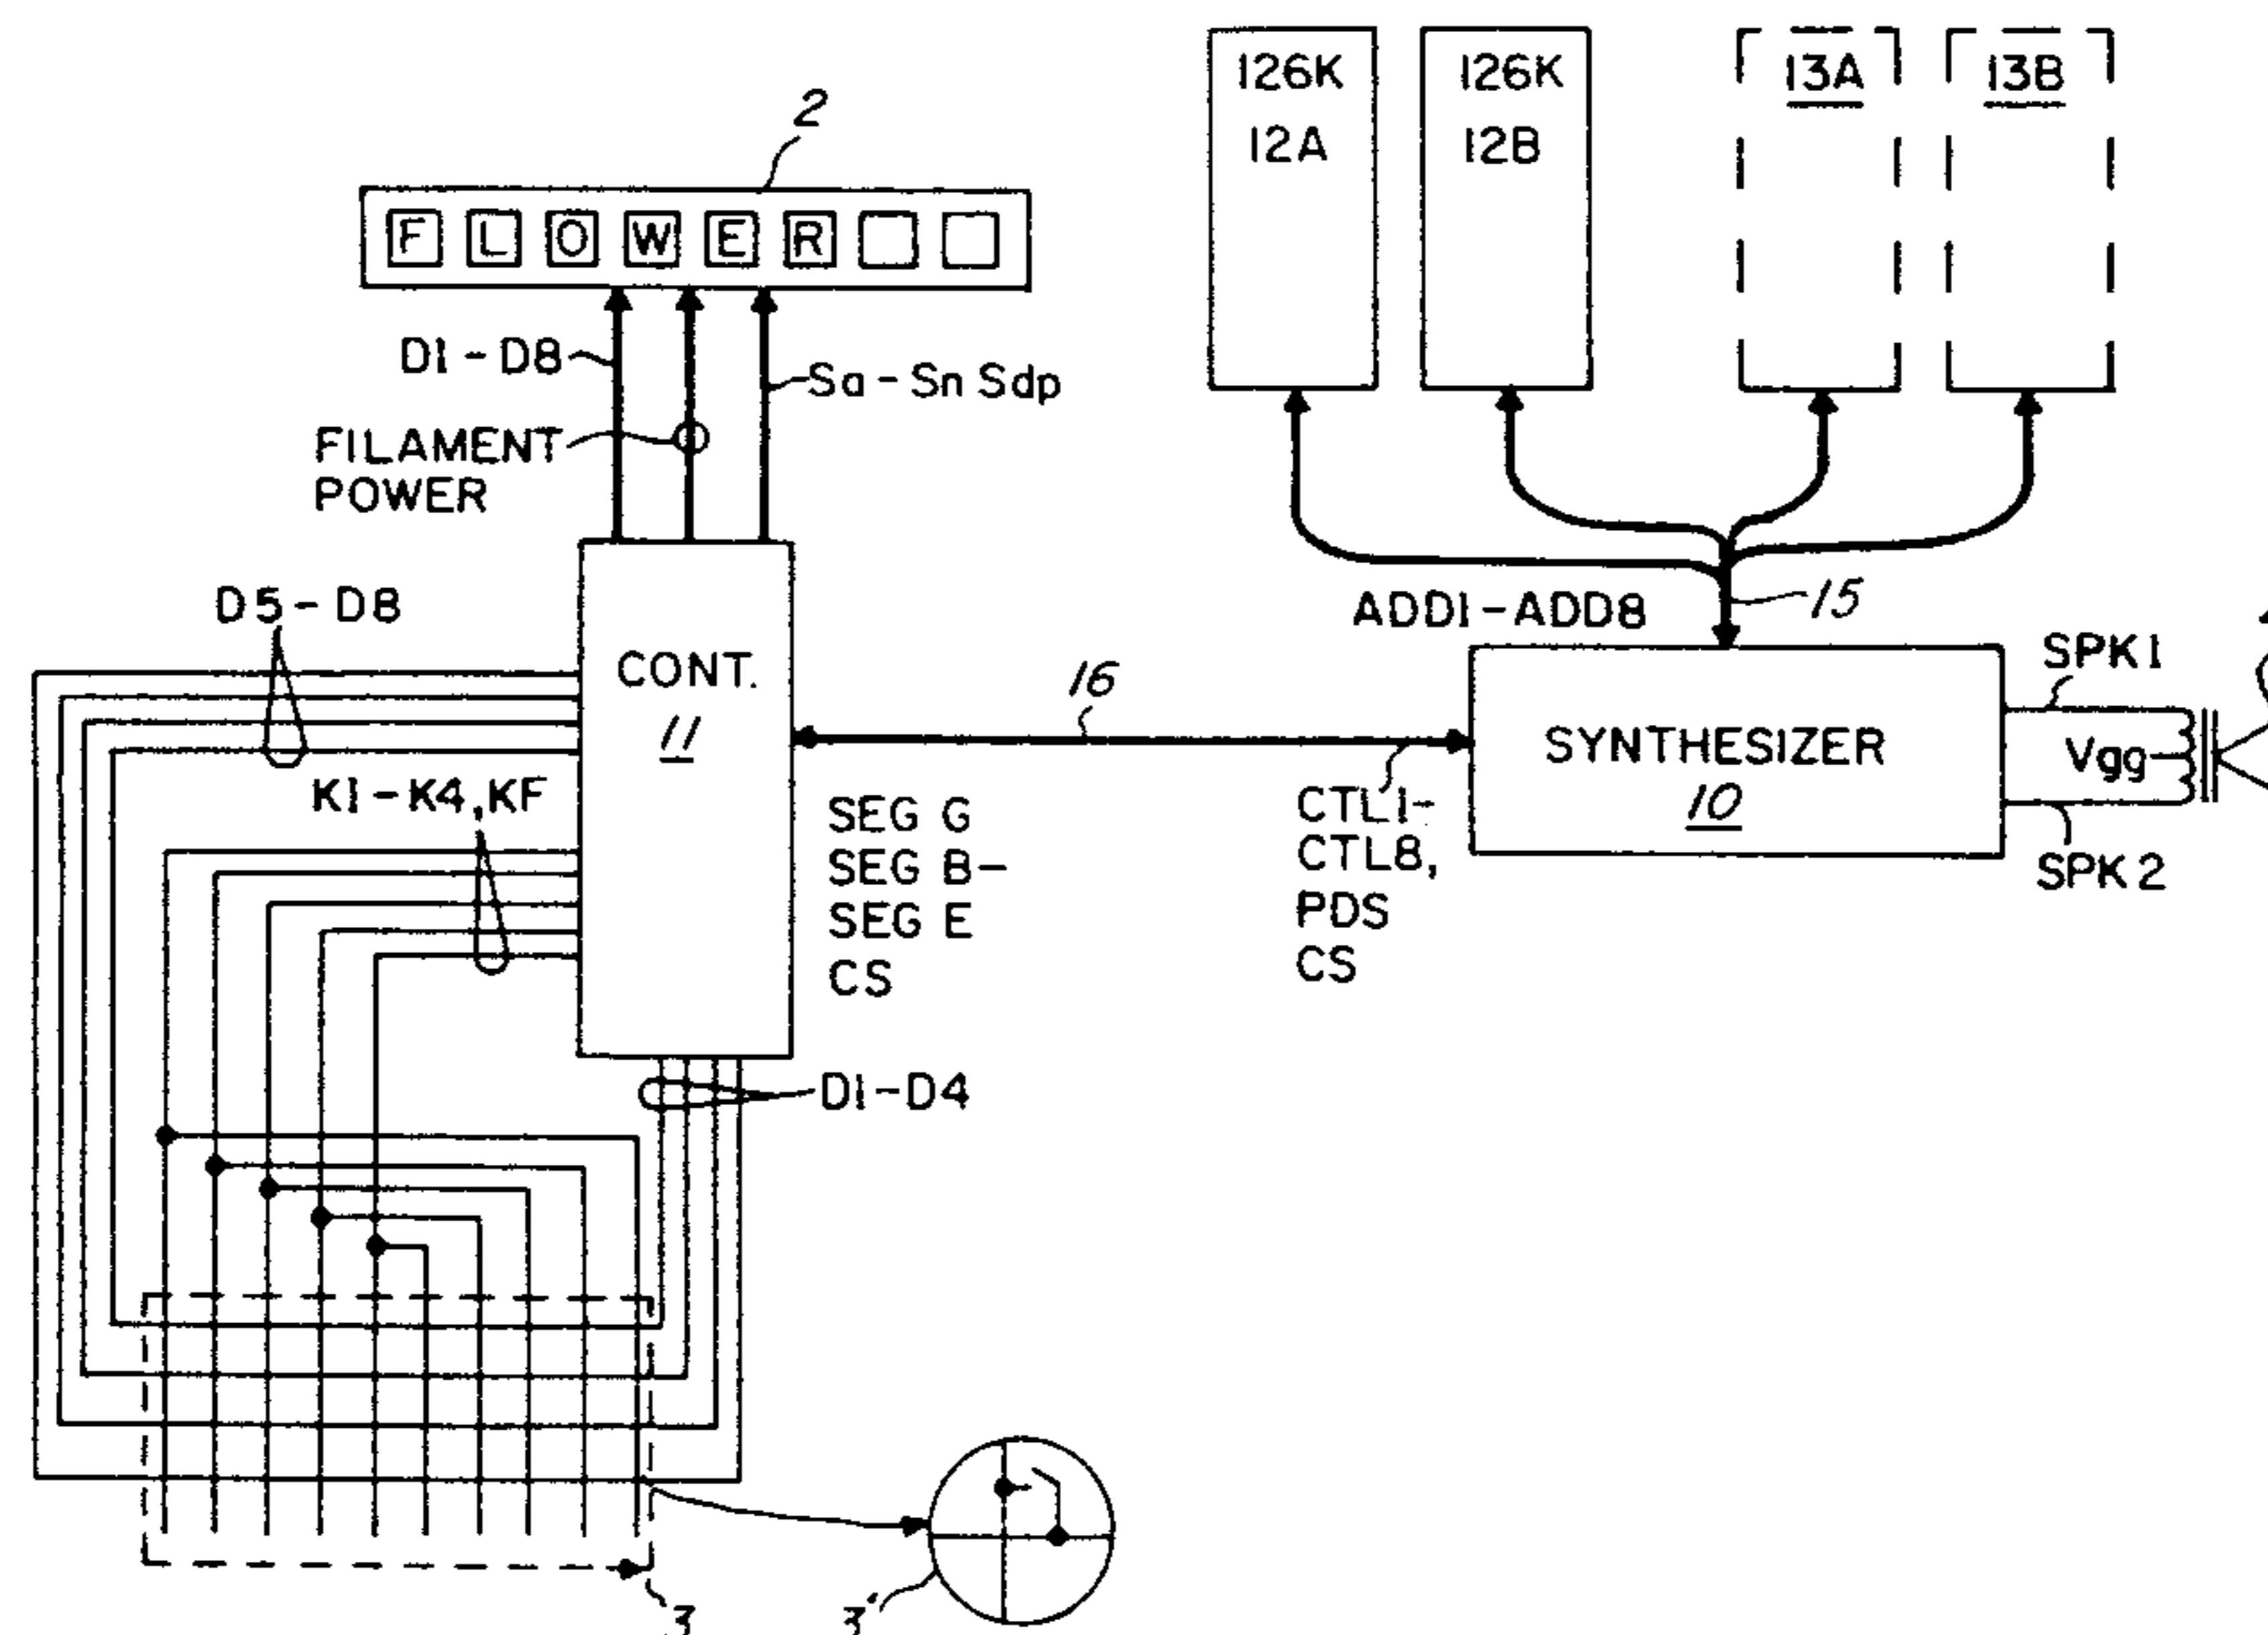 126K
12A
126K
12B
13A
13B
2
F L O W E R
D1-D8
Sa-Sn Sdp
FILAMENT
POWER
D5-D8
ADD1-ADD8
15
CONT.
11
16
SYNTHESIZER
10
SPK1
Vgg
SPK2
K1-K4,KF
SEG G
SEG B-
SEG E
CS
CTL1-
CTL8,
PDS
CS
D1-D4
3
3'